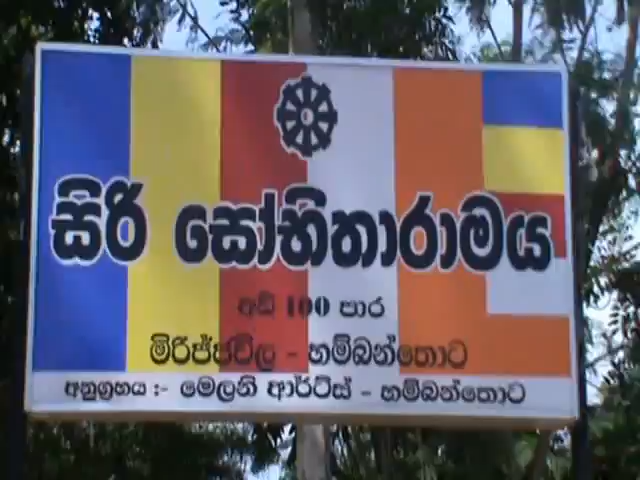 සිරි සෝභිතාරාමය
අඩි 100 පාර
මිරිජ්ජවිල - හම්බන්තොට
අනුග්‍රහය :- මෙලනි ආර්ට්ස් - හම්බන්තොට